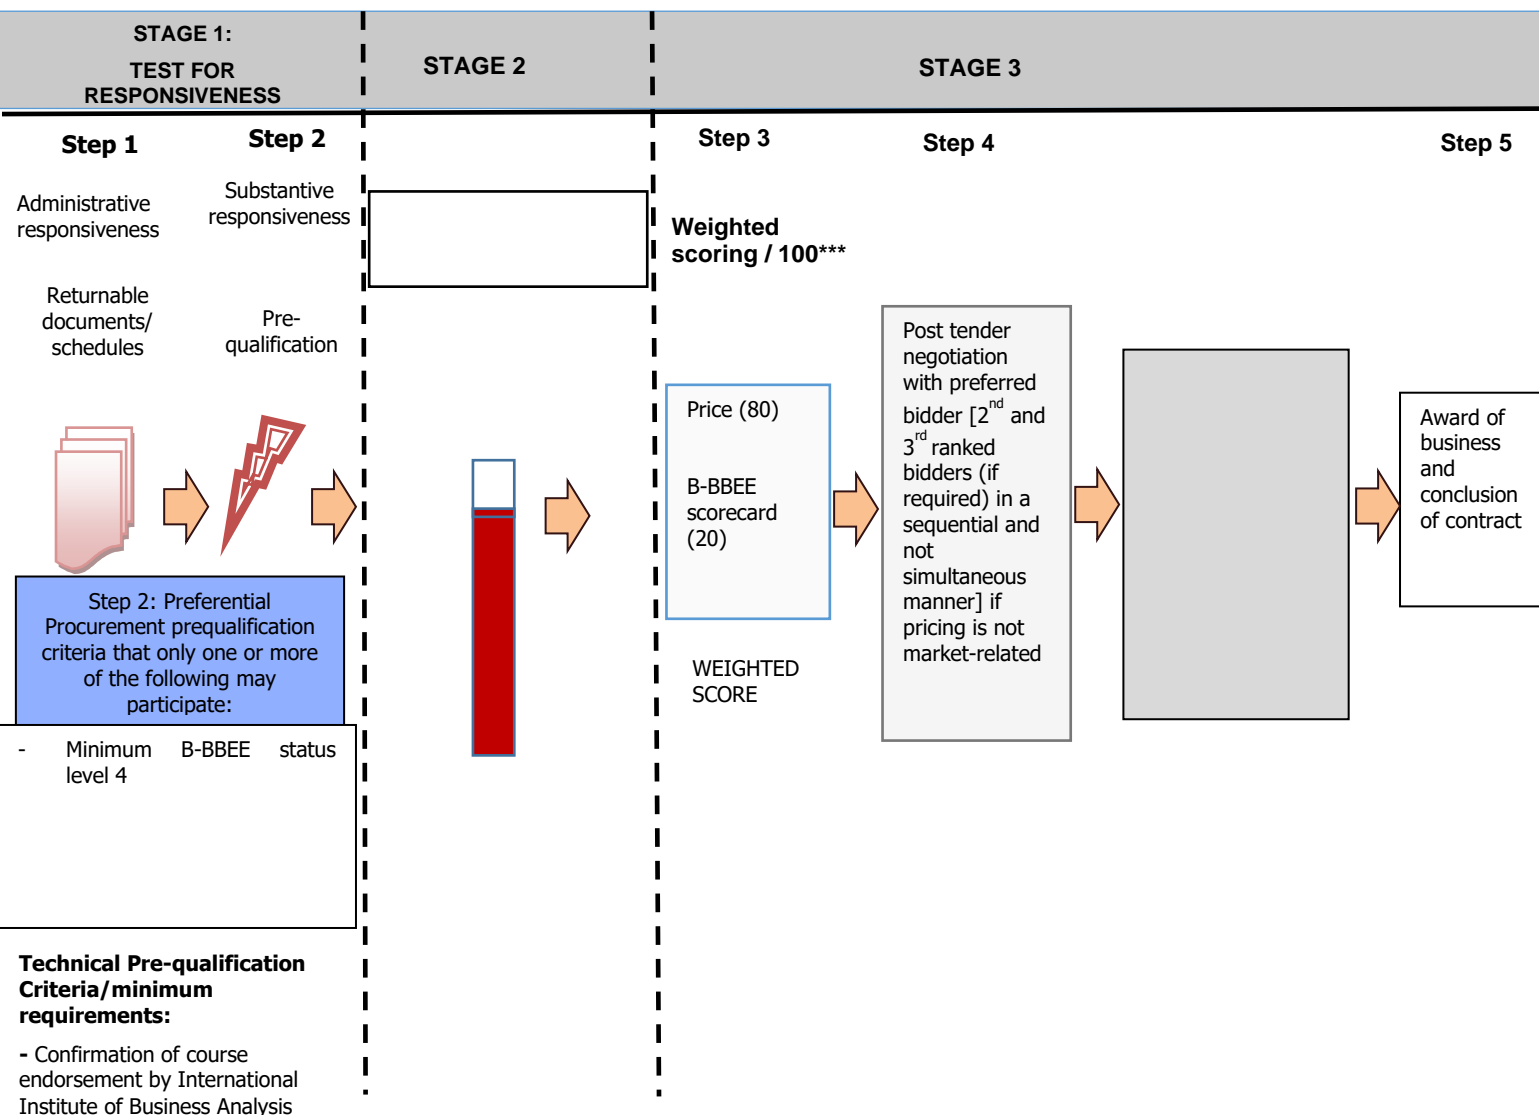 STAGE 1:
TEST FOR
RESPONSIVENESS
STAGE 2
STAGE 3
Step 1
Step 2
Step 3
Step 4
Step 5
Administrative
responsiveness
Substantive
responsiveness
Weighted
scoring / 100***
Returnable
documents/
schedules
Pre-
qualification
Price (80)
B-BBEE
scorecard
(20)
WEIGHTED
SCORE
Post tender
negotiation
with preferred
bidder [2nd and
3rd ranked
bidders (if
required) in a
sequential and
not
simultaneous
manner] if
pricing is not
market-related
Award of
business
and
conclusion
of contract
Step 2: Preferential
Procurement prequalification
criteria that only one or more
of the following may
participate:
- Minimum B-BBEE status
level 4
Technical Pre-qualification
Criteria/minimum
requirements:
- Confirmation of course
endorsement by International
Institute of Business Analysis